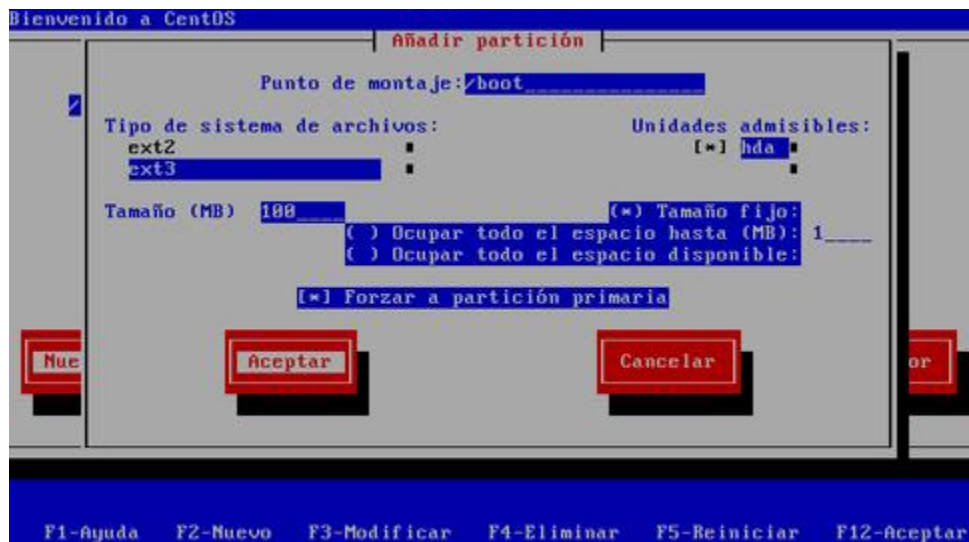 Bienvenido a CentOS
Añadir partición
Punto de montaje:/boot
Tipo de sistema de archivos:
Unidades admisibles:
ext2
[*] hda
ext3
Tamaño (MB) 100
(*) Tamaño fijo:
( ) Ocupar todo el espacio hasta (MB): 1
( ) Ocupar todo el espacio disponible:
[*] Forzar a partición primaria
Nue
Aceptar
Cancelar
or
F1-Ayuda F2-Nuevo F3-Modificar F4-Eliminar F5-Reiniciar F12-Aceptar